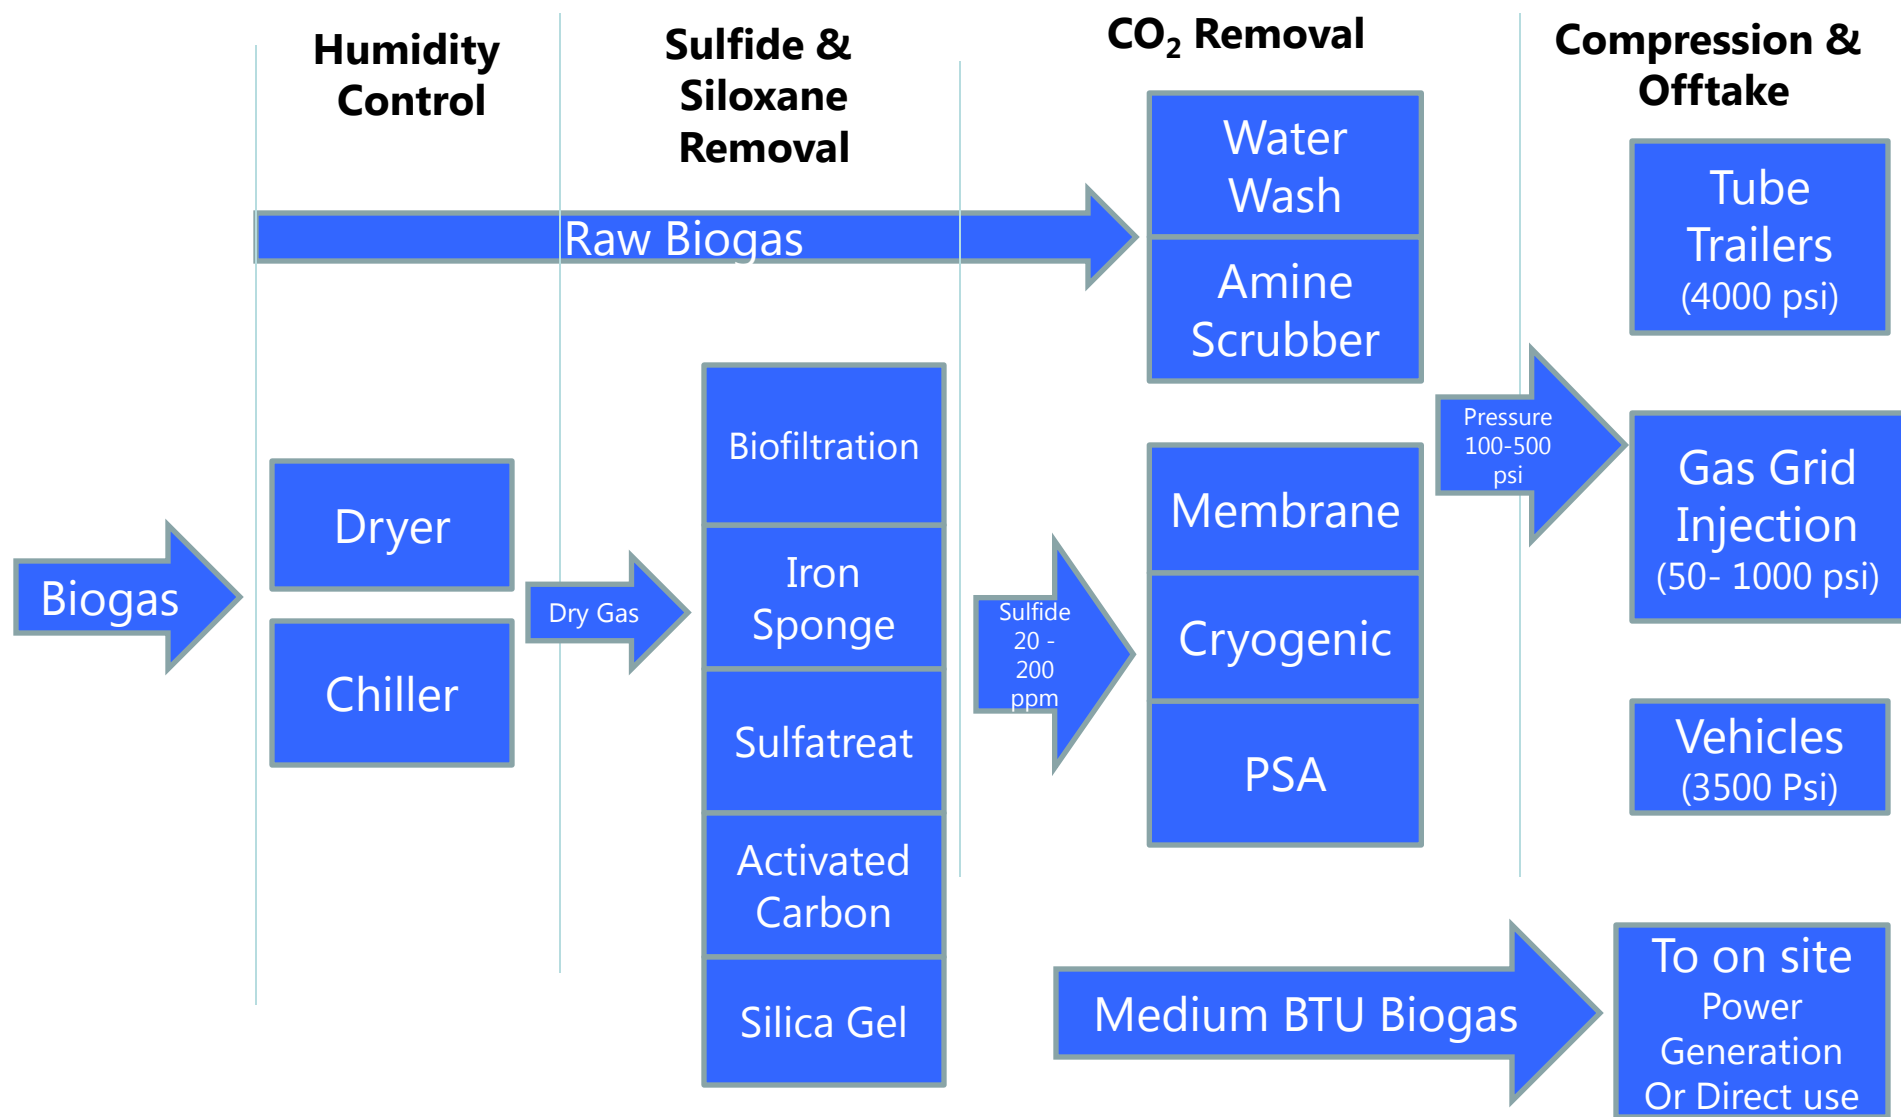 Humidity
Control
Sulfide &
Siloxane
Removal
CO₂ Removal
Compression &
Offtake
Raw Biogas
Water
Wash
Amine
Scrubber
Tube
Trailers
(4000 psi)
Biogas
Dryer
Chiller
Dry Gas
Biofiltration
Iron
Sponge
Sulfatreat
Activated
Carbon
Silica Gel
Sulfide
20 -
200
ppm
Membrane
Cryogenic
PSA
Pressure
100-500
psi
Gas Grid
Injection
(50- 1000 psi)
Vehicles
(3500 Psi)
Medium BTU Biogas
To on site
Power
Generation
Or Direct use